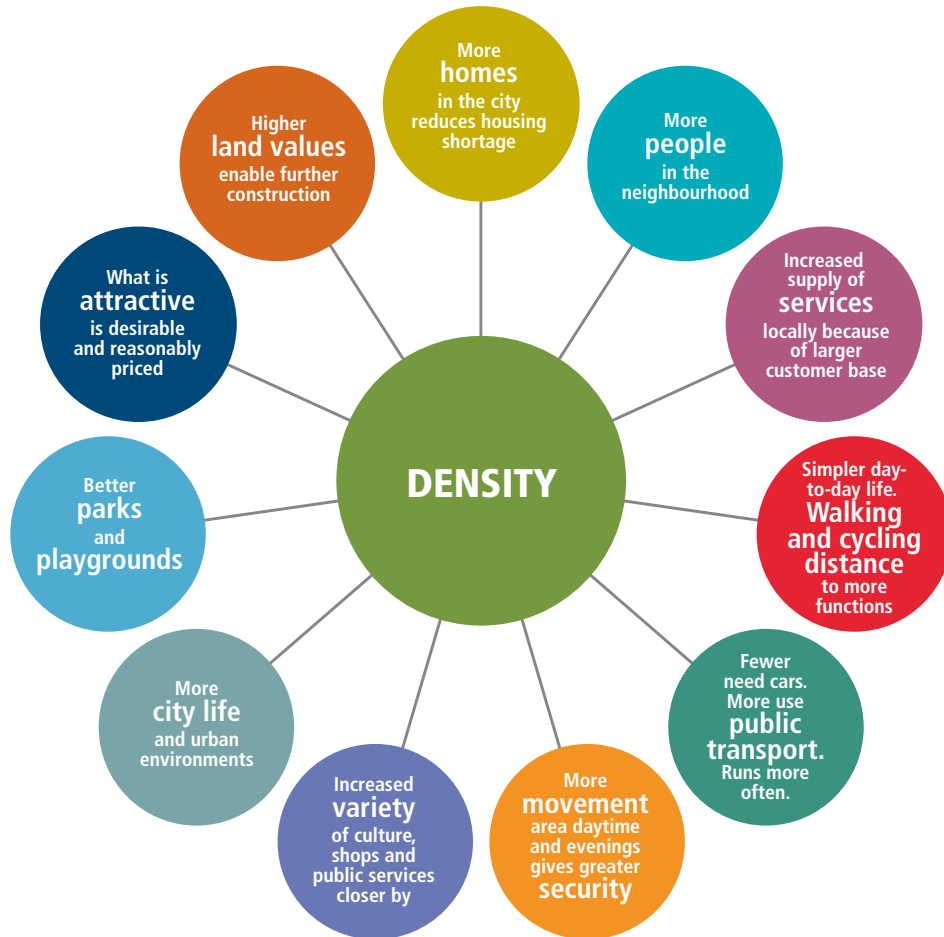 More
homes
in the city
reduces housing
shortage
More
people
in the
neighbourhood
Increased
supply of
services
locally because
of larger
customer base
Simpler day-
to-day life.
Walking
and cycling
distance
to more
functions
Fewer
need cars.
More use
public
transport.
Runs more
often.
More
movement
area daytime
and evenings
gives greater
security
Increased
variety
of culture,
shops and
public services
closer by
More
city life
and urban
environments
Better
parks
and
playgrounds
What is
attractive
is desirable
and reasonably
priced
Higher
land values
enable further
construction
DENSITY